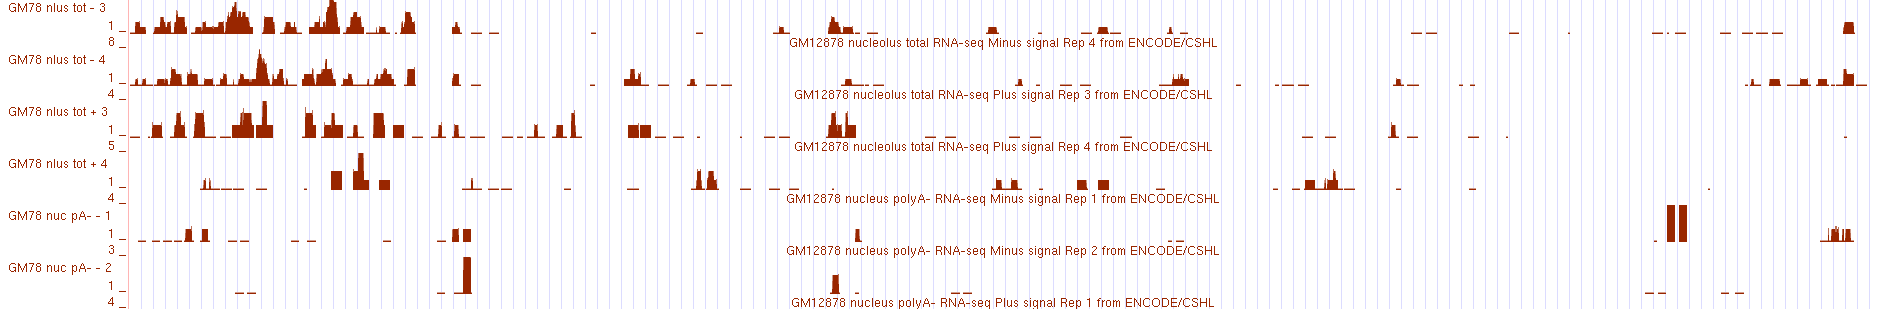 GM78 nlus tot - 3
1 _
GM12878 nucleolus total RNA-seq Minus signal Rep 4 from ENCODE/CSHL
8 _
GM78 nlus tot - 4
1 _
GM12878 nucleolus total RNA-seq Plus signal Rep 3 from ENCODE/CSHL
4 _
GM78 nlus tot + 3
1 _
GM12878 nucleolus total RNA-seq Plus signal Rep 4 from ENCODE/CSHL
5 _
GM78 nlus tot + 4
1 _
GM12878 nucleus polyA- RNA-seq Minus signal Rep 1 from ENCODE/CSHL
4 _
GM78 nuc pA- - 1
1 _
GM12878 nucleus polyA- RNA-seq Minus signal Rep 2 from ENCODE/CSHL
3 _
GM78 nuc pA- - 2
1 _
GM12878 nucleus polyA- RNA-seq Plus signal Rep 1 from ENCODE/CSHL
4 _